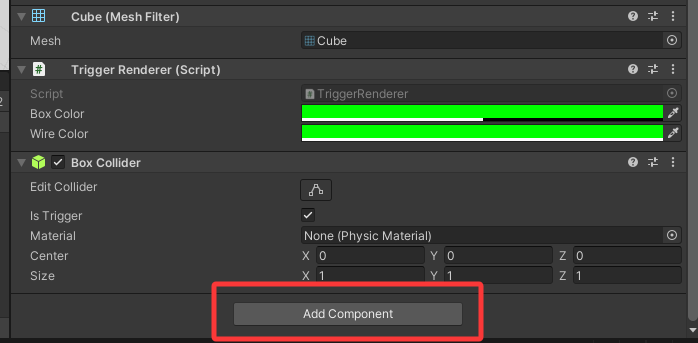 Cube (Mesh Filter)
Mesh Cube
# Trigger Renderer (Script)
Script # TriggerRenderer
Box Color
2
Wire Color
Box Collider
Edit Collider
Is Trigger
Material None (Physic Material)
Center X 0 Y 0 Z 0
Size X 1 Y 1 Z 1
Add Component